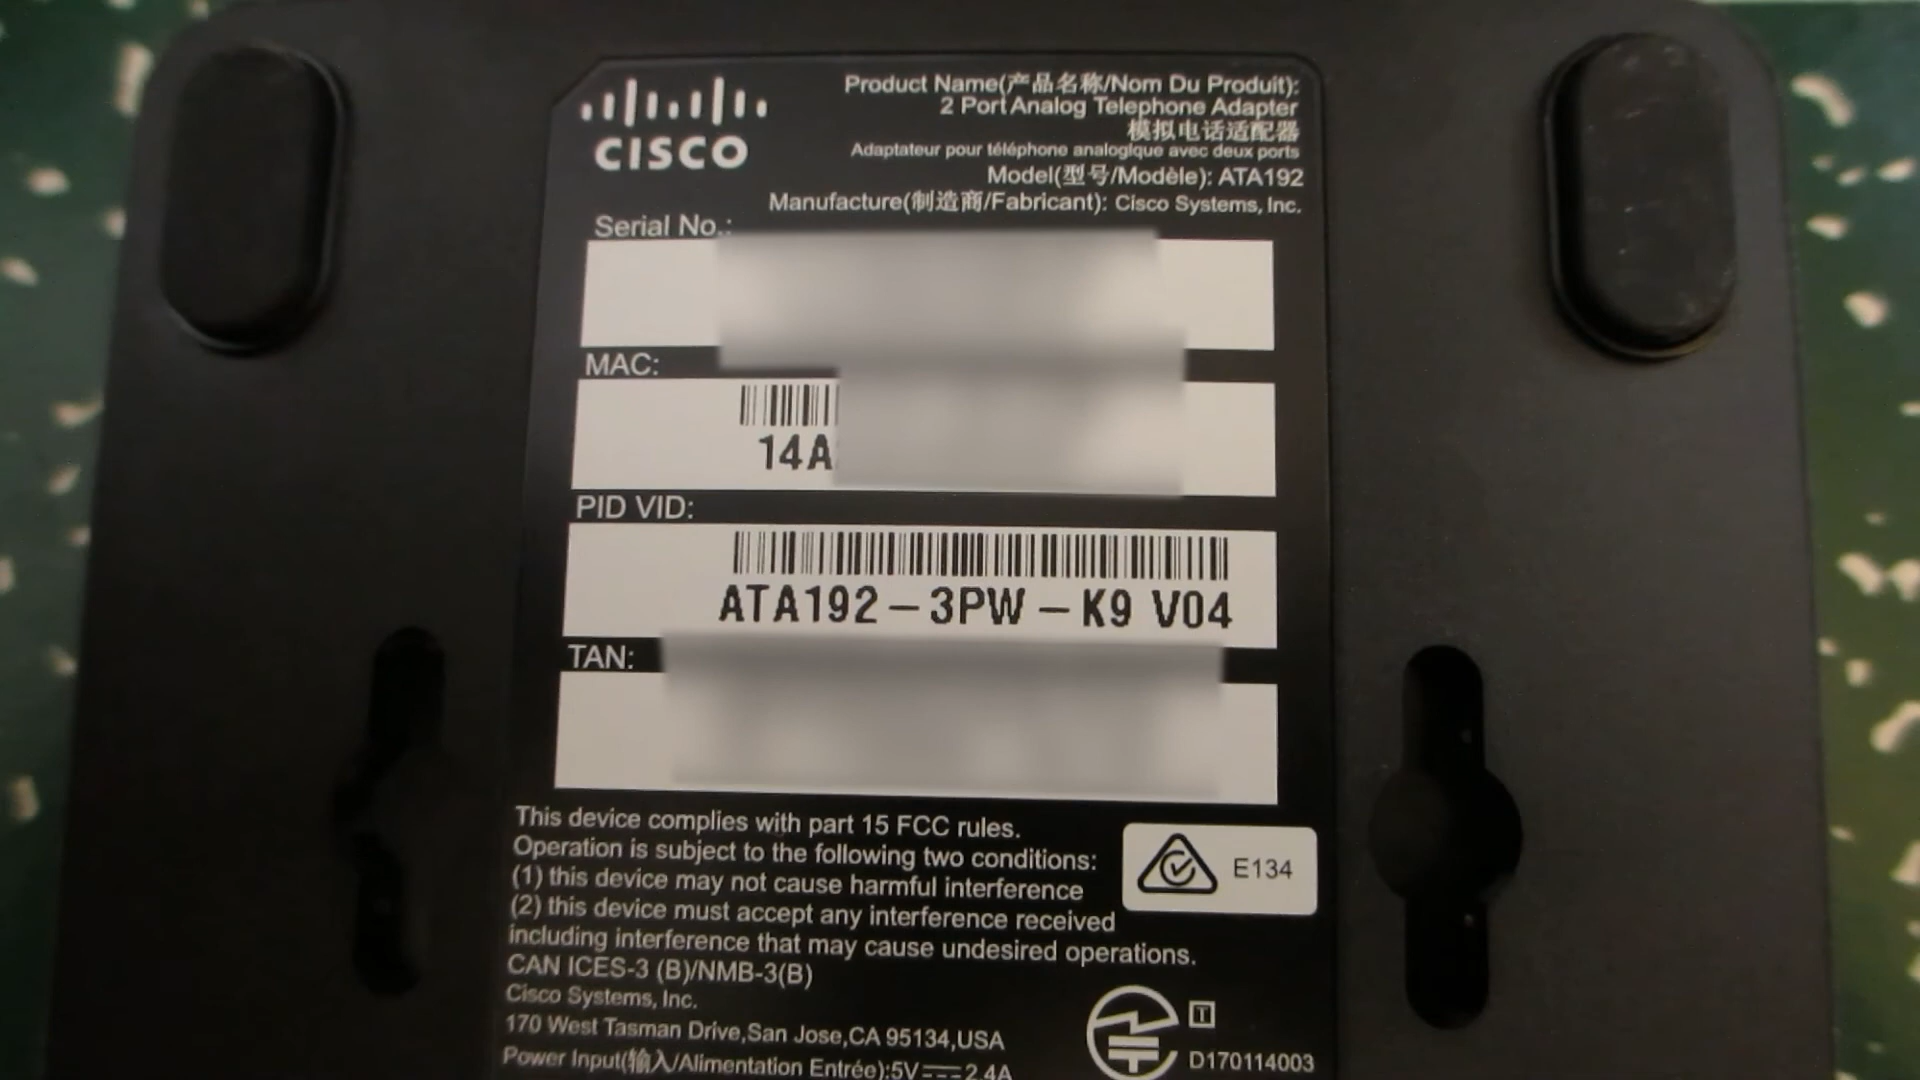 CISCO
Product Name(产品名称/Nom Du Produit):
2 Port Analog Telephone Adapter
模拟电话适配器
Adaptateur pour téléphone analogique avec deux ports
Model(型号/Modèle): ATA192
Manufacture(制造商/Fabricant): Cisco Systems, Inc.
Serial No.:
MAC:
14A
PID VID:
ATA192-3PW-K9 V04
TAN:
This device complies with part 15 FCC rules.
Operation is subject to the following two conditions:
(1) this device may not cause harmful interference
(2) this device must accept any interference received
including interference that may cause undesired operations.
E134
CAN ICES-3 (B)/NMB-3(B)
Cisco Systems, Inc.
170 West Tasman Drive,San Jose,CA 95134,USA
Power Input(输入/Alimentation Entrée):5V⎓2.4A
T
D170114003